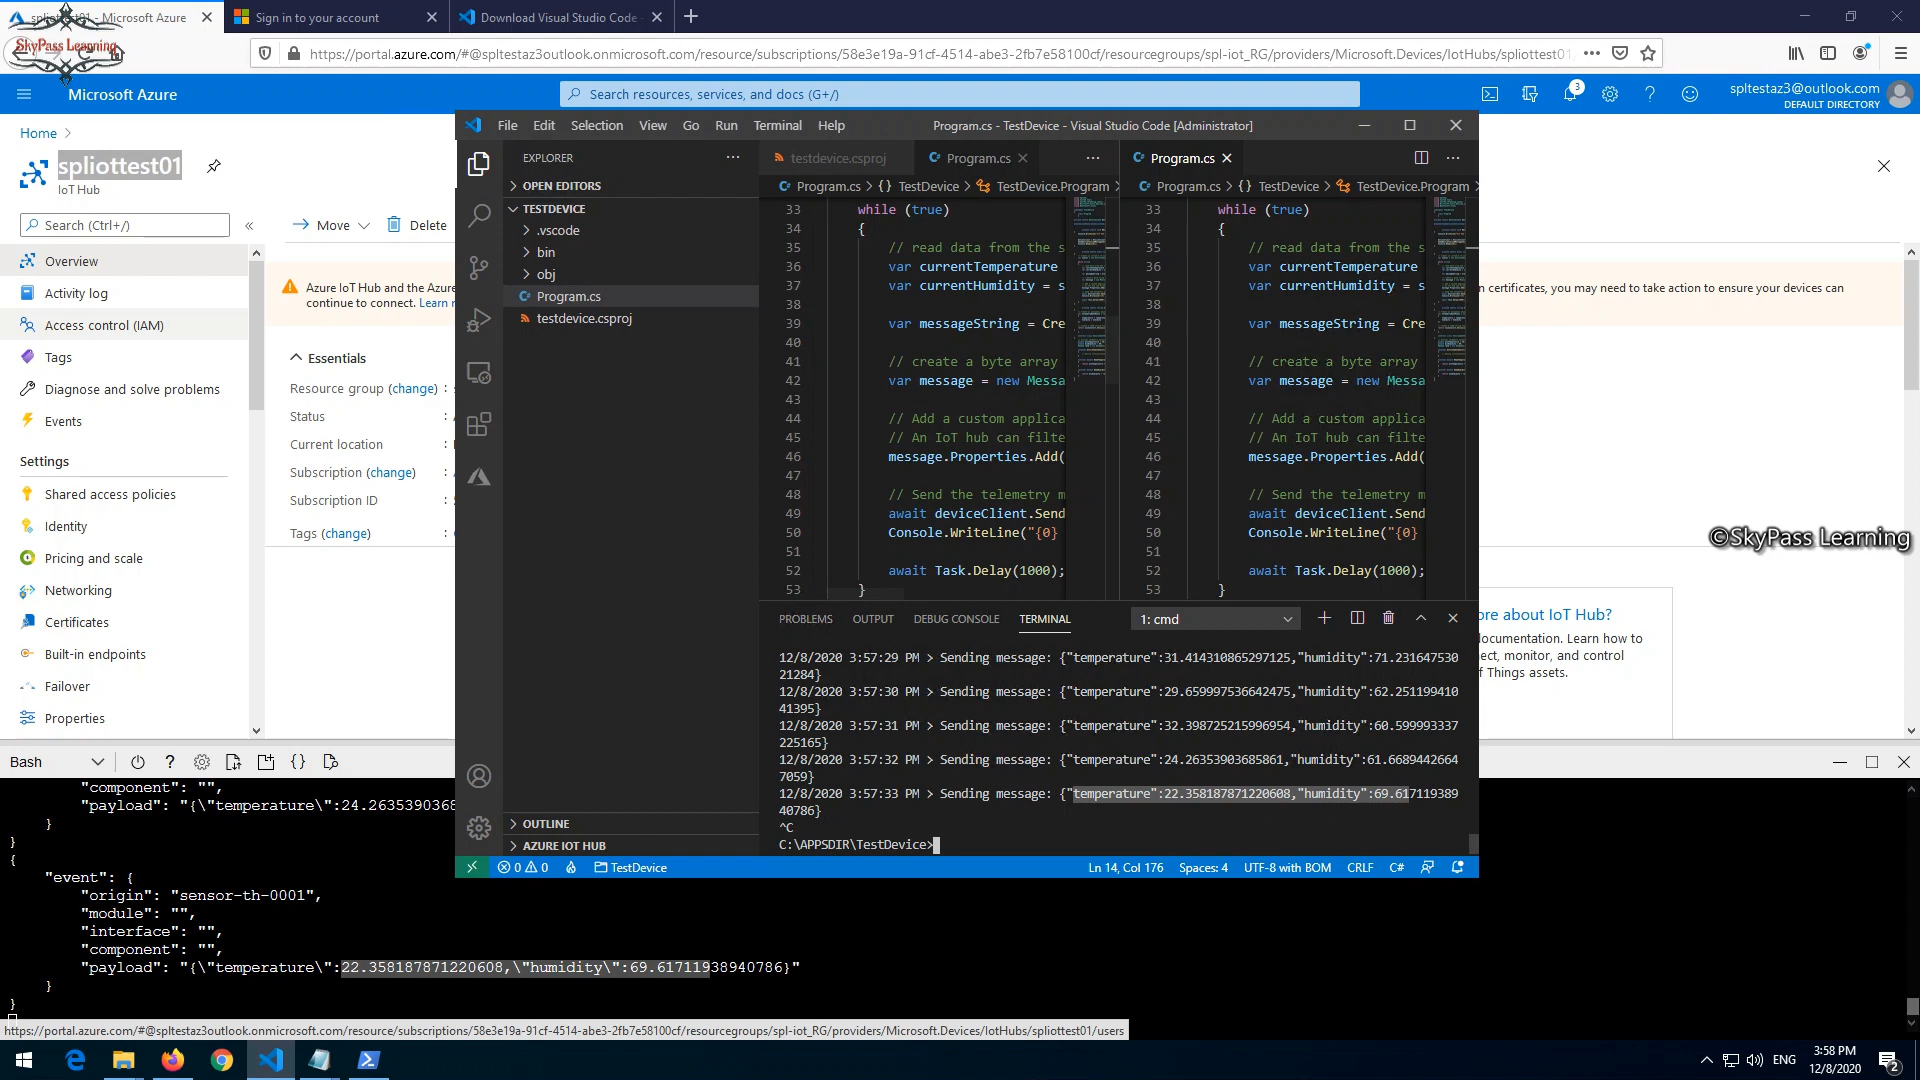 spliottest01 - Microsoft Azure
Sign in to your account
Download Visual Studio Code
SkyPass Learning
https://portal.azure.com/#@spltestaz3outlook.onmicrosoft.com/resource/subscriptions/58e3e19a-91cf-4514-abe3-2fb7e58100cf/resourcegroups/spl-iot_RG/providers/Microsoft.Devices/IotHubs/spliottest01
Microsoft Azure
Search resources, services, and docs (G+/)
3
spltestaz3@outlook.com
DEFAULT DIRECTORY
Home
spliottest01
IoT Hub
Search (Ctrl+/)
Move
Delete
Overview
Activity log
Access control (IAM)
Tags
Diagnose and solve problems
Events
Settings
Shared access policies
Identity
Pricing and scale
Networking
Certificates
Built-in endpoints
Failover
Properties
Azure IoT Hub and the Azure
continue to connect. Learn
n certificates, you may need to take action to ensure your devices can
Essentials
Resource group (change) :
Status :
Current location :
Subscription (change) :
Subscription ID :
Tags (change) :
File Edit Selection View Go Run Terminal Help
Program.cs - TestDevice - Visual Studio Code [Administrator]
EXPLORER
OPEN EDITORS
TESTDEVICE
.vscode
bin
obj
Program.cs
testdevice.csproj
OUTLINE
AZURE IOT HUB
testdevice.csproj
Program.cs
Program.cs > {} TestDevice > TestDevice.Program
33 while (true)
34 {
35 // read data from the s
36 var currentTemperature
37 var currentHumidity = s
38
39 var messageString = Cre
40
41 // create a byte array
42 var message = new Messa
43
44 // Add a custom applica
45 // An IoT hub can filte
46 message.Properties.Add(
47
48 // Send the telemetry m
49 await deviceClient.Send
50 Console.WriteLine("{0}
51
52 await Task.Delay(1000);
53 }
Program.cs
Program.cs > {} TestDevice > TestDevice.Program
33 while (true)
34 {
35 // read data from the s
36 var currentTemperature
37 var currentHumidity = s
38
39 var messageString = Cre
40
41 // create a byte array
42 var message = new Messa
43
44 // Add a custom applica
45 // An IoT hub can filte
46 message.Properties.Add(
47
48 // Send the telemetry m
49 await deviceClient.Send
50 Console.WriteLine("{0}
51
52 await Task.Delay(1000);
53 }
PROBLEMS OUTPUT DEBUG CONSOLE TERMINAL
1: cmd
12/8/2020 3:57:29 PM > Sending message: {"temperature":31.414310865297125,"humidity":71.231647530
21284}
12/8/2020 3:57:30 PM > Sending message: {"temperature":29.659997536642475,"humidity":62.251199410
41395}
12/8/2020 3:57:31 PM > Sending message: {"temperature":32.398725215996954,"humidity":60.599993337
225165}
12/8/2020 3:57:32 PM > Sending message: {"temperature":24.26353903685861,"humidity":61.6689442664
7059}
12/8/2020 3:57:33 PM > Sending message: {"temperature":22.358187871220608,"humidity":69.617119389
40786}
^C
C:\APPSDIR\TestDevice>
0 0
TestDevice
Ln 14, Col 176
Spaces: 4
UTF-8 with BOM
CRLF
C#
©SkyPass Learning
ore about IoT Hub?
ocumentation. Learn how to
ect, monitor, and control
f Things assets.
Bash
"component": "",
"payload": "{\"temperature\":24.2635390368
}
}
{
"event": {
"origin": "sensor-th-0001",
"module": "",
"interface": "",
"component": "",
"payload": "{\"temperature\":22.358187871220608,\"humidity\":69.61711938940786}"
}
}
https://portal.azure.com/#@spltestaz3outlook.onmicrosoft.com/resource/subscriptions/58e3e19a-91cf-4514-abe3-2fb7e58100cf/resourcegroups/spl-iot_RG/providers/Microsoft.Devices/IotHubs/spliottest01/users
ENG
3:58 PM
12/8/2020
2